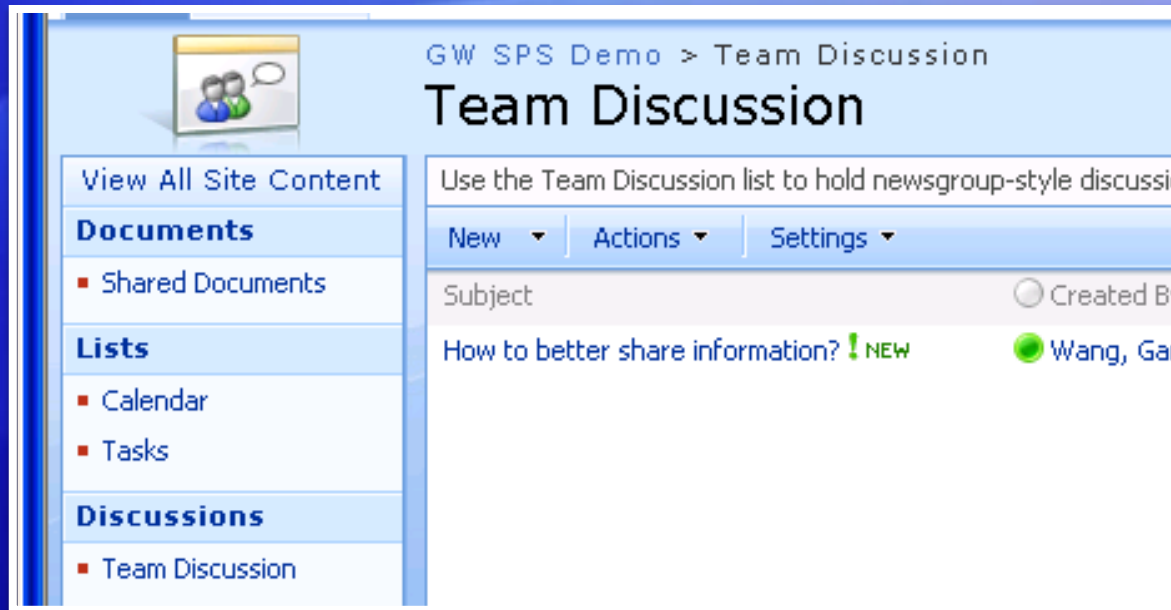 GW SPS Demo > Team Discussion
Team Discussion
View All Site Content
Documents
Shared Documents
Lists
Calendar
Tasks
Discussions
Team Discussion
Use the Team Discussion list to hold newsgroup-style
New
Actions
Settings
Subject
Created
How to better share information? ! NEW
Wang,